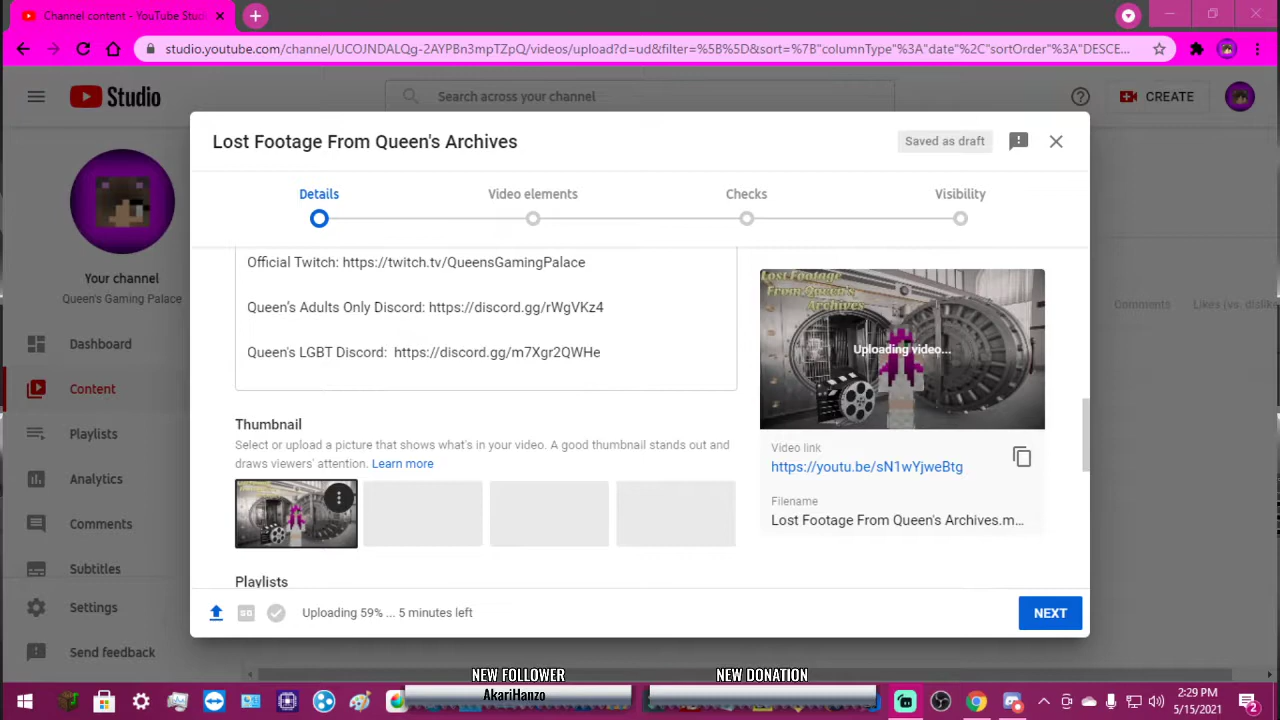 Channel content - YouTube Stud
studio.youtube.com/channel/UCOJNDALQg-2AYPBn3mpTZpQ/videos/upload?d=ud&filter=%5B%5D&sort=%7B"columnType"%3A"date"%2C"sortOrder"%3A"DESCE...
Studio
Search across your channel
CREATE
Lost Footage From Queen's Archives
Saved as draft
Details
Video elements
Checks
Visibility
Your channel
Queen's Gaming Palace
Dashboard
Content
Playlists
Analytics
Comments
Subtitles
Settings
Send feedback
Comments
Likes (vs. dislike
Official Twitch: https://twitch.tv/QueensGamingPalace
Queen's Adults Only Discord: https://discord.gg/rWgVKz4
Queen's LGBT Discord:  https://discord.gg/m7Xgr2QWHe
Thumbnail
Select or upload a picture that shows what's in your video. A good thumbnail stands out and
draws viewers' attention. Learn more
Playlists
Lost Footage
From Queen's
Archives
Uploading video...
Video link
https://youtu.be/sN1wYjweBtg
Filename
Lost Footage From Queen's Archives.m...
Uploading 59% ... 5 minutes left
NEXT
NEW FOLLOWER
AkariHanzo
NEW DONATION
2:29 PM
5/15/2021
2